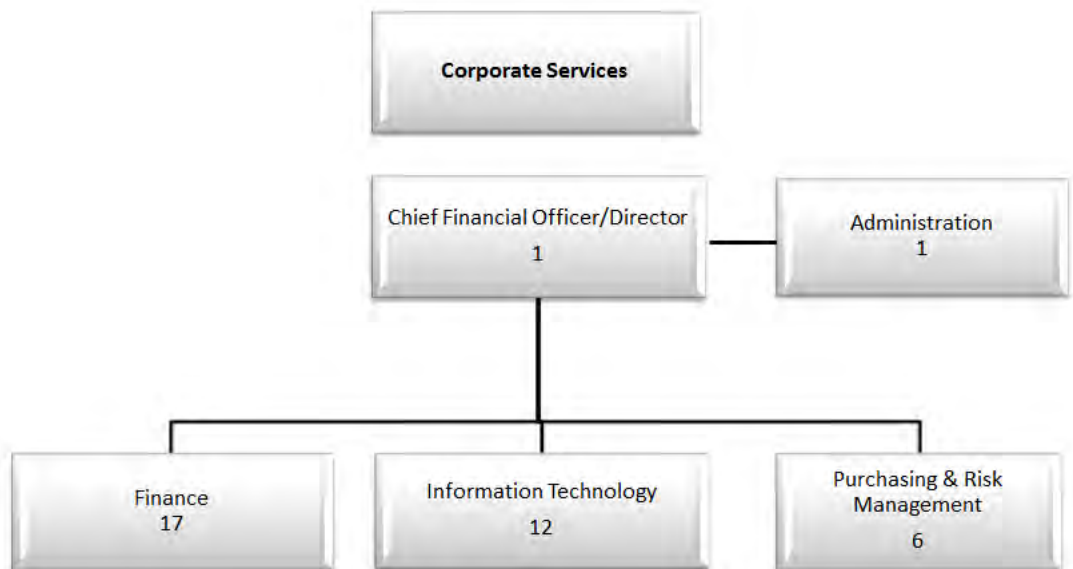 Corporate Services
Chief Financial Officer/Director
1
Administration
1
Finance
17
Information Technology
12
Purchasing & Risk
Management
6